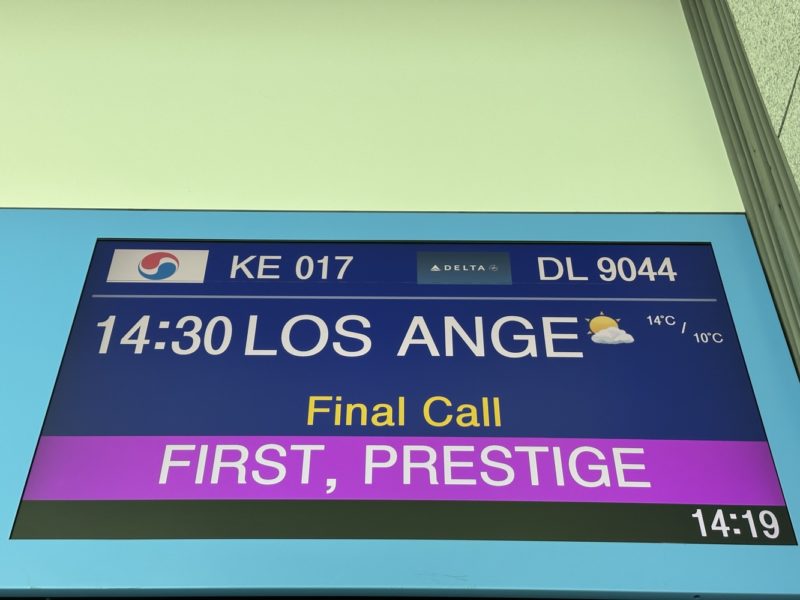 KE 017 DELTA DL 9044
14:30 LOS ANGE 14°C / 10°C
Final Call
FIRST, PRESTIGE
14:19